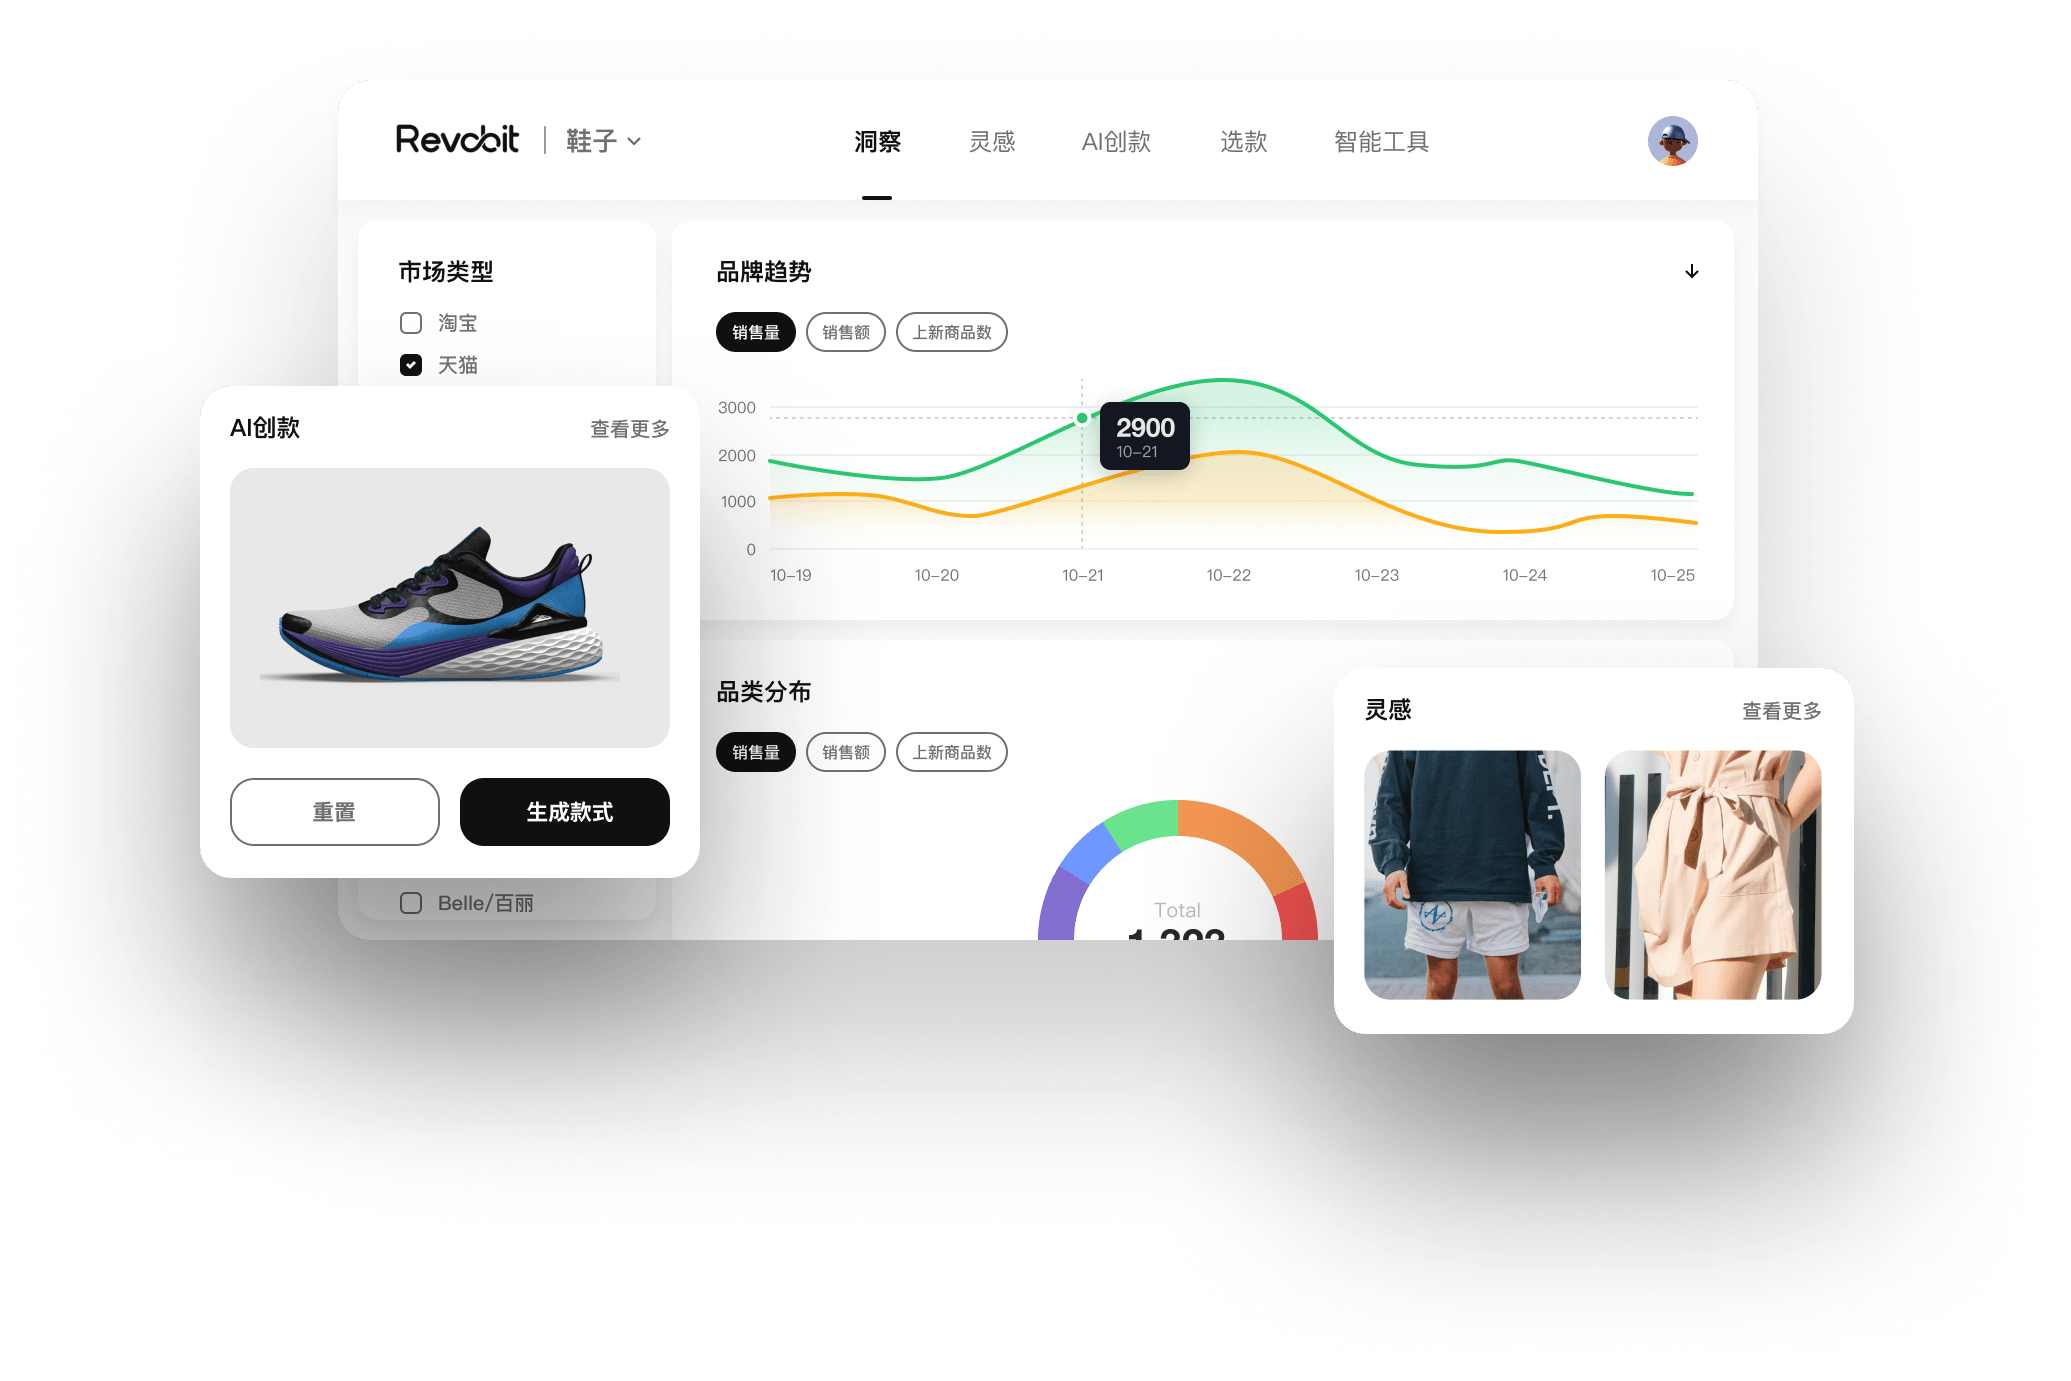 Revobit
鞋子
洞察
灵感
AI创款
选款
智能工具
市场类型
淘宝
天猫
品牌趋势
销售量
销售额
上新商品数
3000
2000
1000
0
2900
10-21
10-19
10-20
10-21
10-22
10-23
10-24
10-25
AI创款
查看更多
重置
生成款式
Belle/百丽
品类分布
销售量
销售额
上新商品数
Total
灵感
查看更多